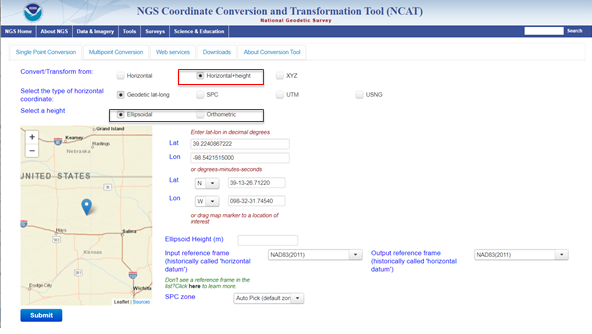 NGS Coordinate Conversion and Transformation Tool (NCAT)
National Geodetic Survey
NGS Home About NGS Data & Imagery Tools Surveys Science & Education Search
Single Point Conversion Multipoint Conversion Web services Downloads About Conversion Tool
Convert/Transform from: Horizontal Horizontal+height XYZ
Select the type of horizontal
coordinate: Geodetic lat-long SPC UTM USNG
Select a height Ellipsoidal Orthometric
Enter lat-lon in decimal degrees
Lat 39.2240867222
Lon -98.5421515000
or degrees-minutes-seconds
Lat N 39-13-26.71220
Lon W 098-32-31.74540
or drag map marker to a location of
interest
+
−
Grand Island
Kearney
Hastings
Nebraska
UNITED STATES
Hays
Salina
Kansas
Dodge City
Wichita
Leaflet | Sources
Ellipsoid Height (m)
Input reference frame
(historically called 'horizontal
datum')
NAD83(2011)
Output reference frame
(historically called 'horizontal
datum')
NAD83(2011)
Don't see a reference frame in the
list?Click here to learn more.
SPC zone Auto Pick (default zon
Submit